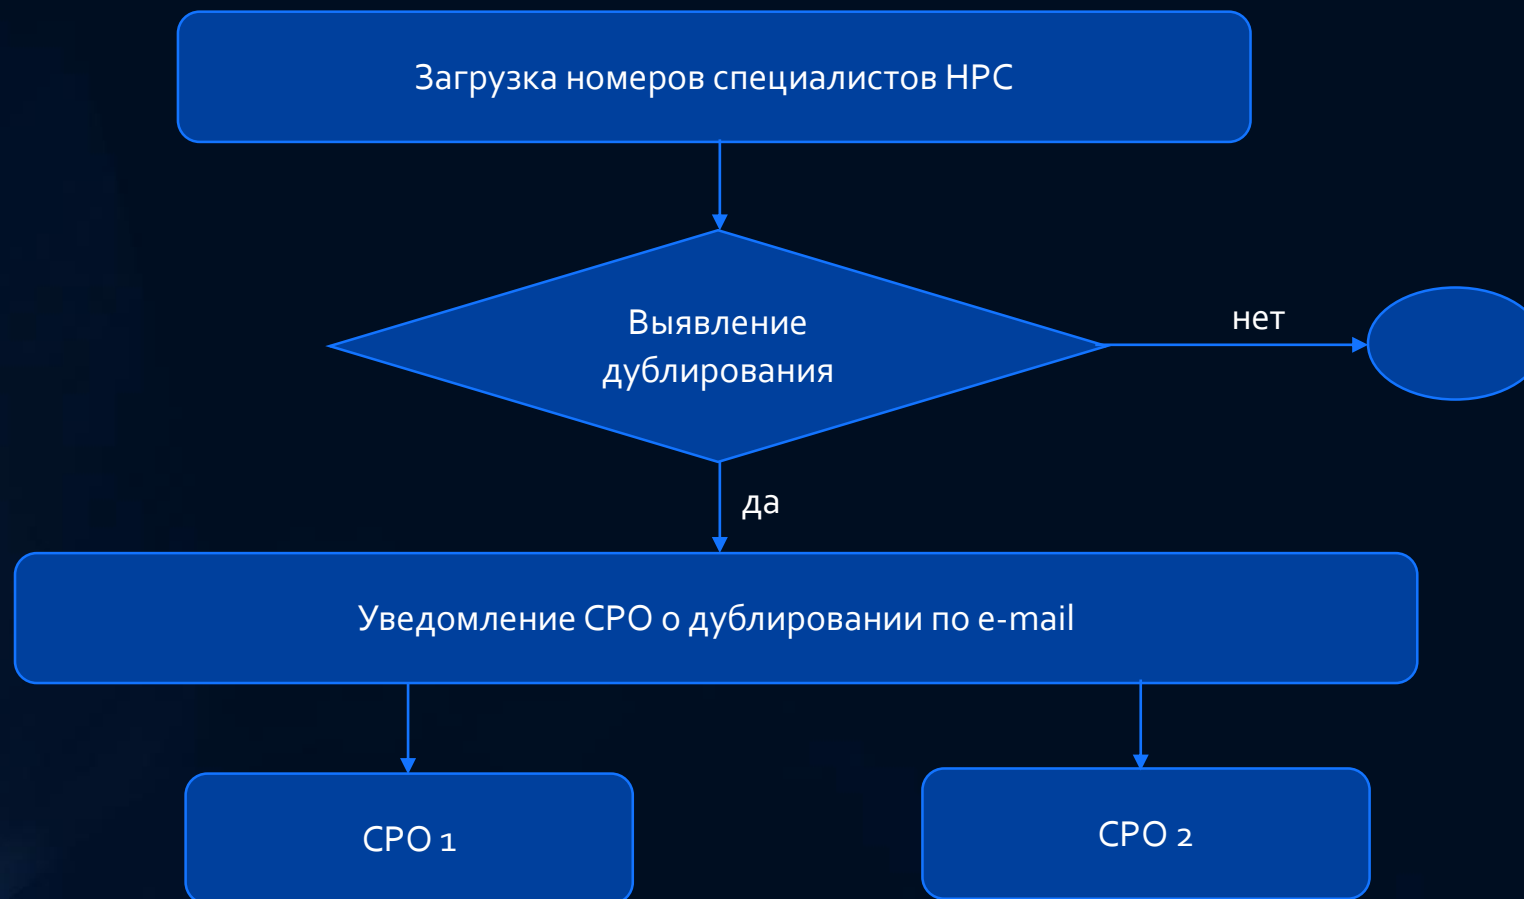 Загрузка номеров специалистов НРС
Выявление
дублирования
нет
да
Уведомление СРО о дублировании по e-mail
СРО 1
СРО 2